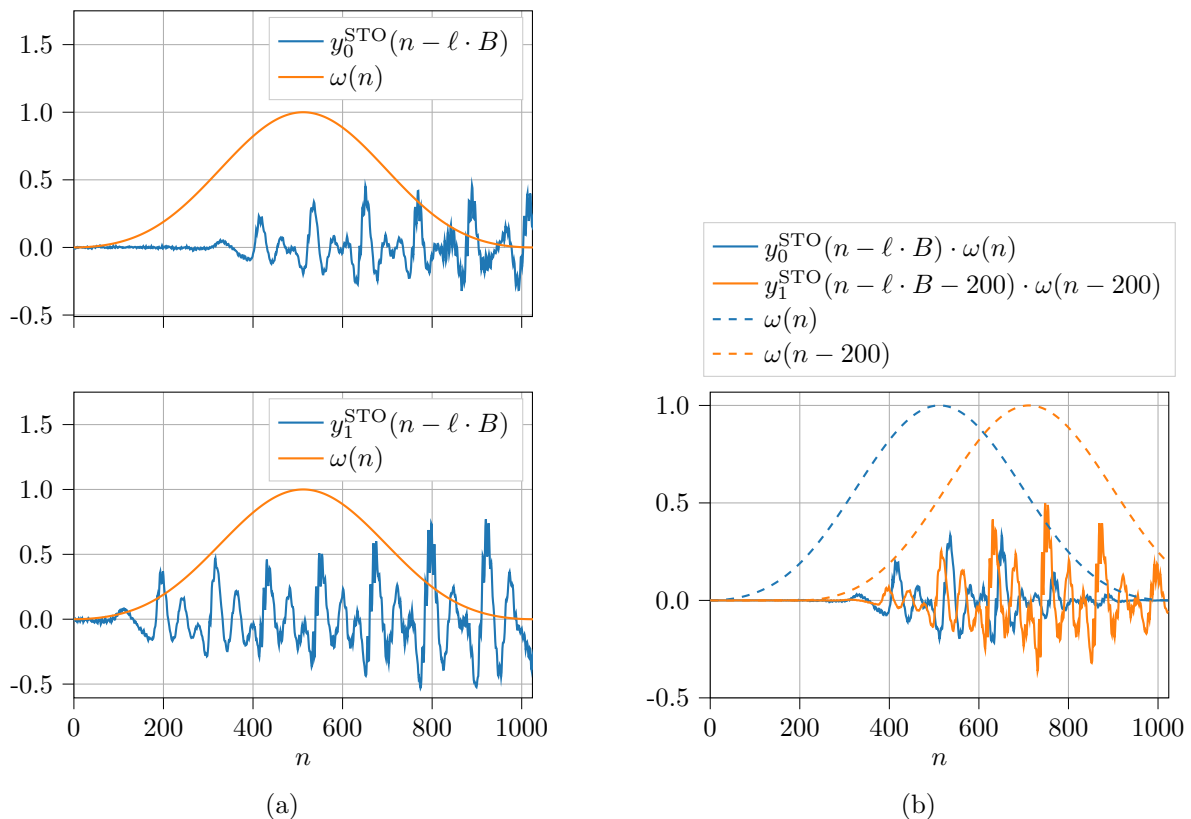 1.5
1.0
0.5
0.0
-0.5
y_0^STO(n − ℓ · B)
ω(n)
1.5
1.0
0.5
0.0
-0.5
y_1^STO(n − ℓ · B)
ω(n)
0 200 400 600 800 1000
n
(a)
y_0^STO(n − ℓ · B) · ω(n)
y_1^STO(n − ℓ · B − 200) · ω(n − 200)
ω(n)
ω(n − 200)
1.0
0.5
0.0
-0.5
0 200 400 600 800 1000
n
(b)